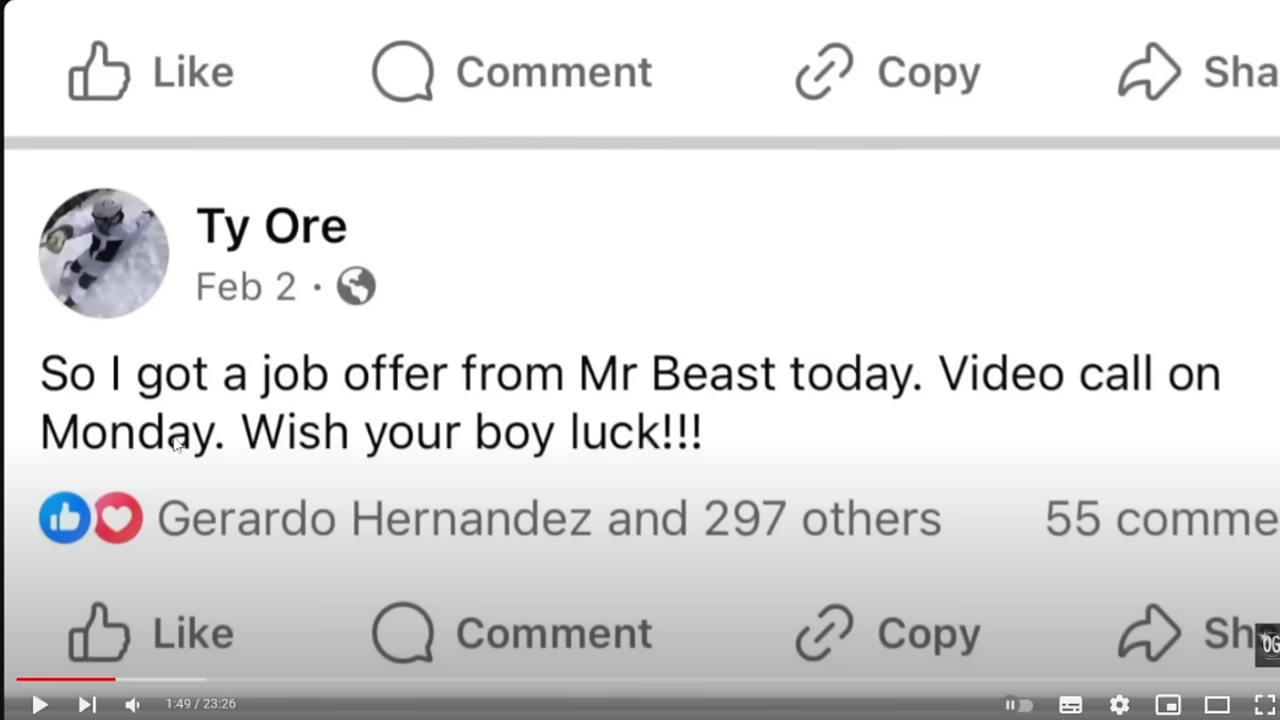 Like Comment Copy Sha
Ty Ore
Feb 2 ·
So I got a job offer from Mr Beast today. Video call on
Monday. Wish your boy luck!!!
Gerardo Hernandez and 297 others 55 comme
Like Comment Copy Sh
OG
1:49 / 23:26